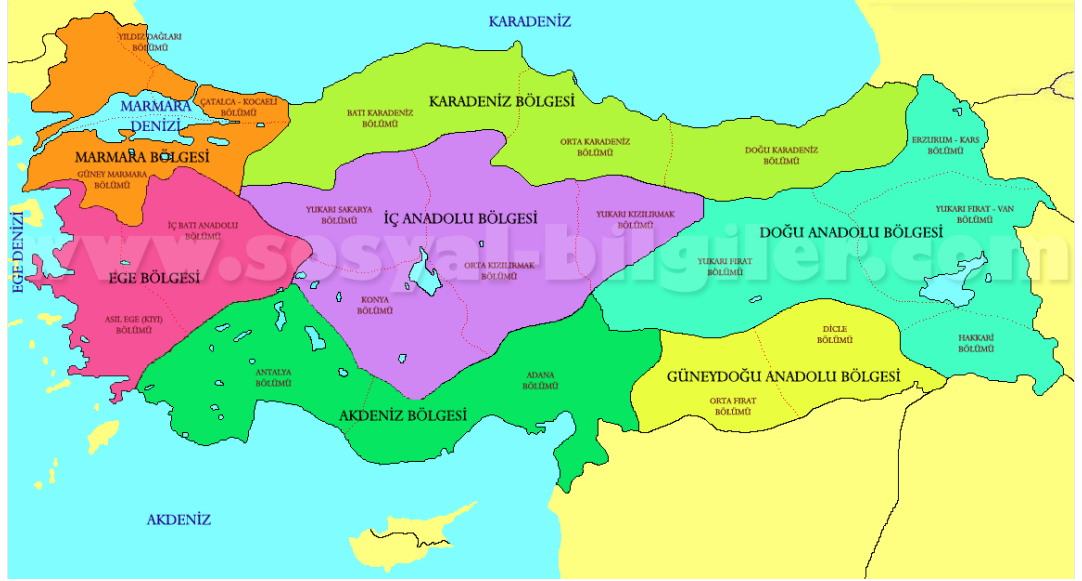 KARADENİZ
YILDIZ DAĞLARI
BÖLÜMÜ
ÇATALCA - KOCAELİ
BÖLÜMÜ
MARMARA
DENİZİ
MARMARA BÖLGESİ
GÜNEY MARMARA
BÖLÜMÜ
KARADENİZ BÖLGESİ
BATI KARADENİZ
BÖLÜMÜ
ORTA KARADENİZ
BÖLÜMÜ
DOĞU KARADENİZ
BÖLÜMÜ
ERZURUM - KARS
BÖLÜMÜ
YUKARI FIRAT - VAN
BÖLÜMÜ
DOĞU ANADOLU BÖLGESİ
YUKARI FIRAT
BÖLÜMÜ
HAKKARİ
BÖLÜMÜ
İÇ ANADOLU BÖLGESİ
YUKARI SAKARYA
BÖLÜMÜ
YUKARI KIZILIRMAK
BÖLÜMÜ
ORTA KIZILIRMAK
BÖLÜMÜ
KONYA
BÖLÜMÜ
EGE DENİZİ
İÇ BATI ANADOLU
BÖLÜMÜ
EGE BÖLGESİ
ASIL EGE (KIYI)
BÖLÜMÜ
www.sosyal-bilgiler.com
ANTALYA
BÖLÜMÜ
ADANA
BÖLÜMÜ
AKDENİZ BÖLGESİ
DİCLE
BÖLÜMÜ
GÜNEYDOĞU ANADOLU BÖLGESİ
ORTA FIRAT
BÖLÜMÜ
AKDENİZ